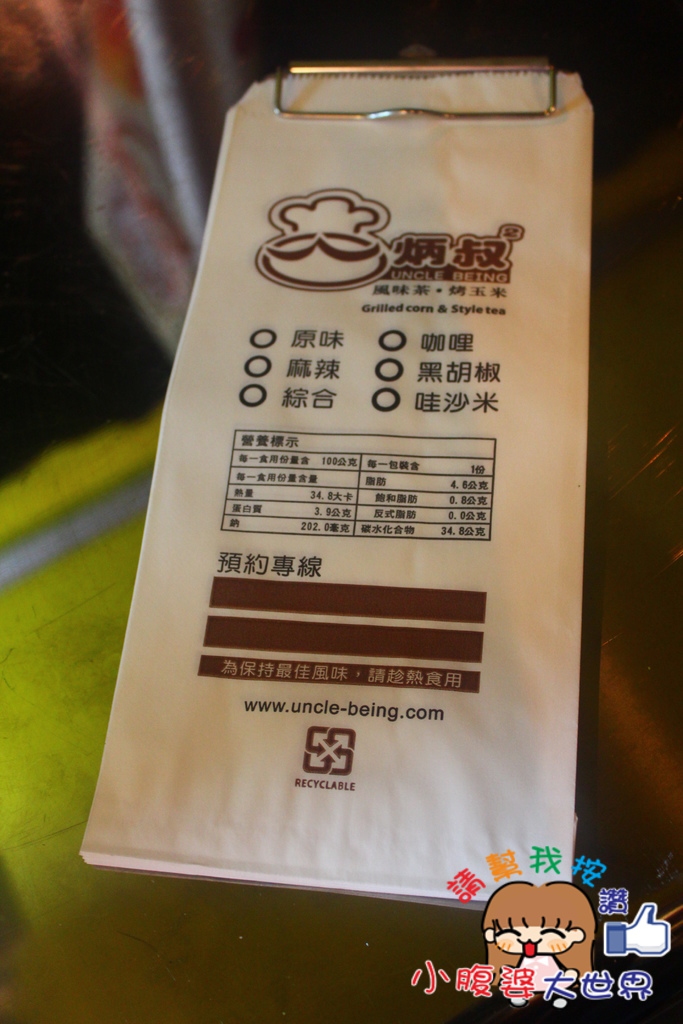 炳叔2
UNCLE BEING
風味茶・烤玉米
Grilled corn & Style tea
原味 咖哩
麻辣 黑胡椒
綜合 哇沙米
營養標示
每一食用份量含 100公克 每一包裝含 1份
每一食用份量含量 脂肪 4.6公克
熱量 34.8大卡 飽和脂肪 0.8公克
蛋白質 3.9公克 反式脂肪 0.0公克
鈉 202.0毫克 碳水化合物 34.8公克
預約專線
為保持最佳風味，請趁熱食用
www.uncle-being.com
RECYCLABLE
請幫我按
讚
小腹婆大世界